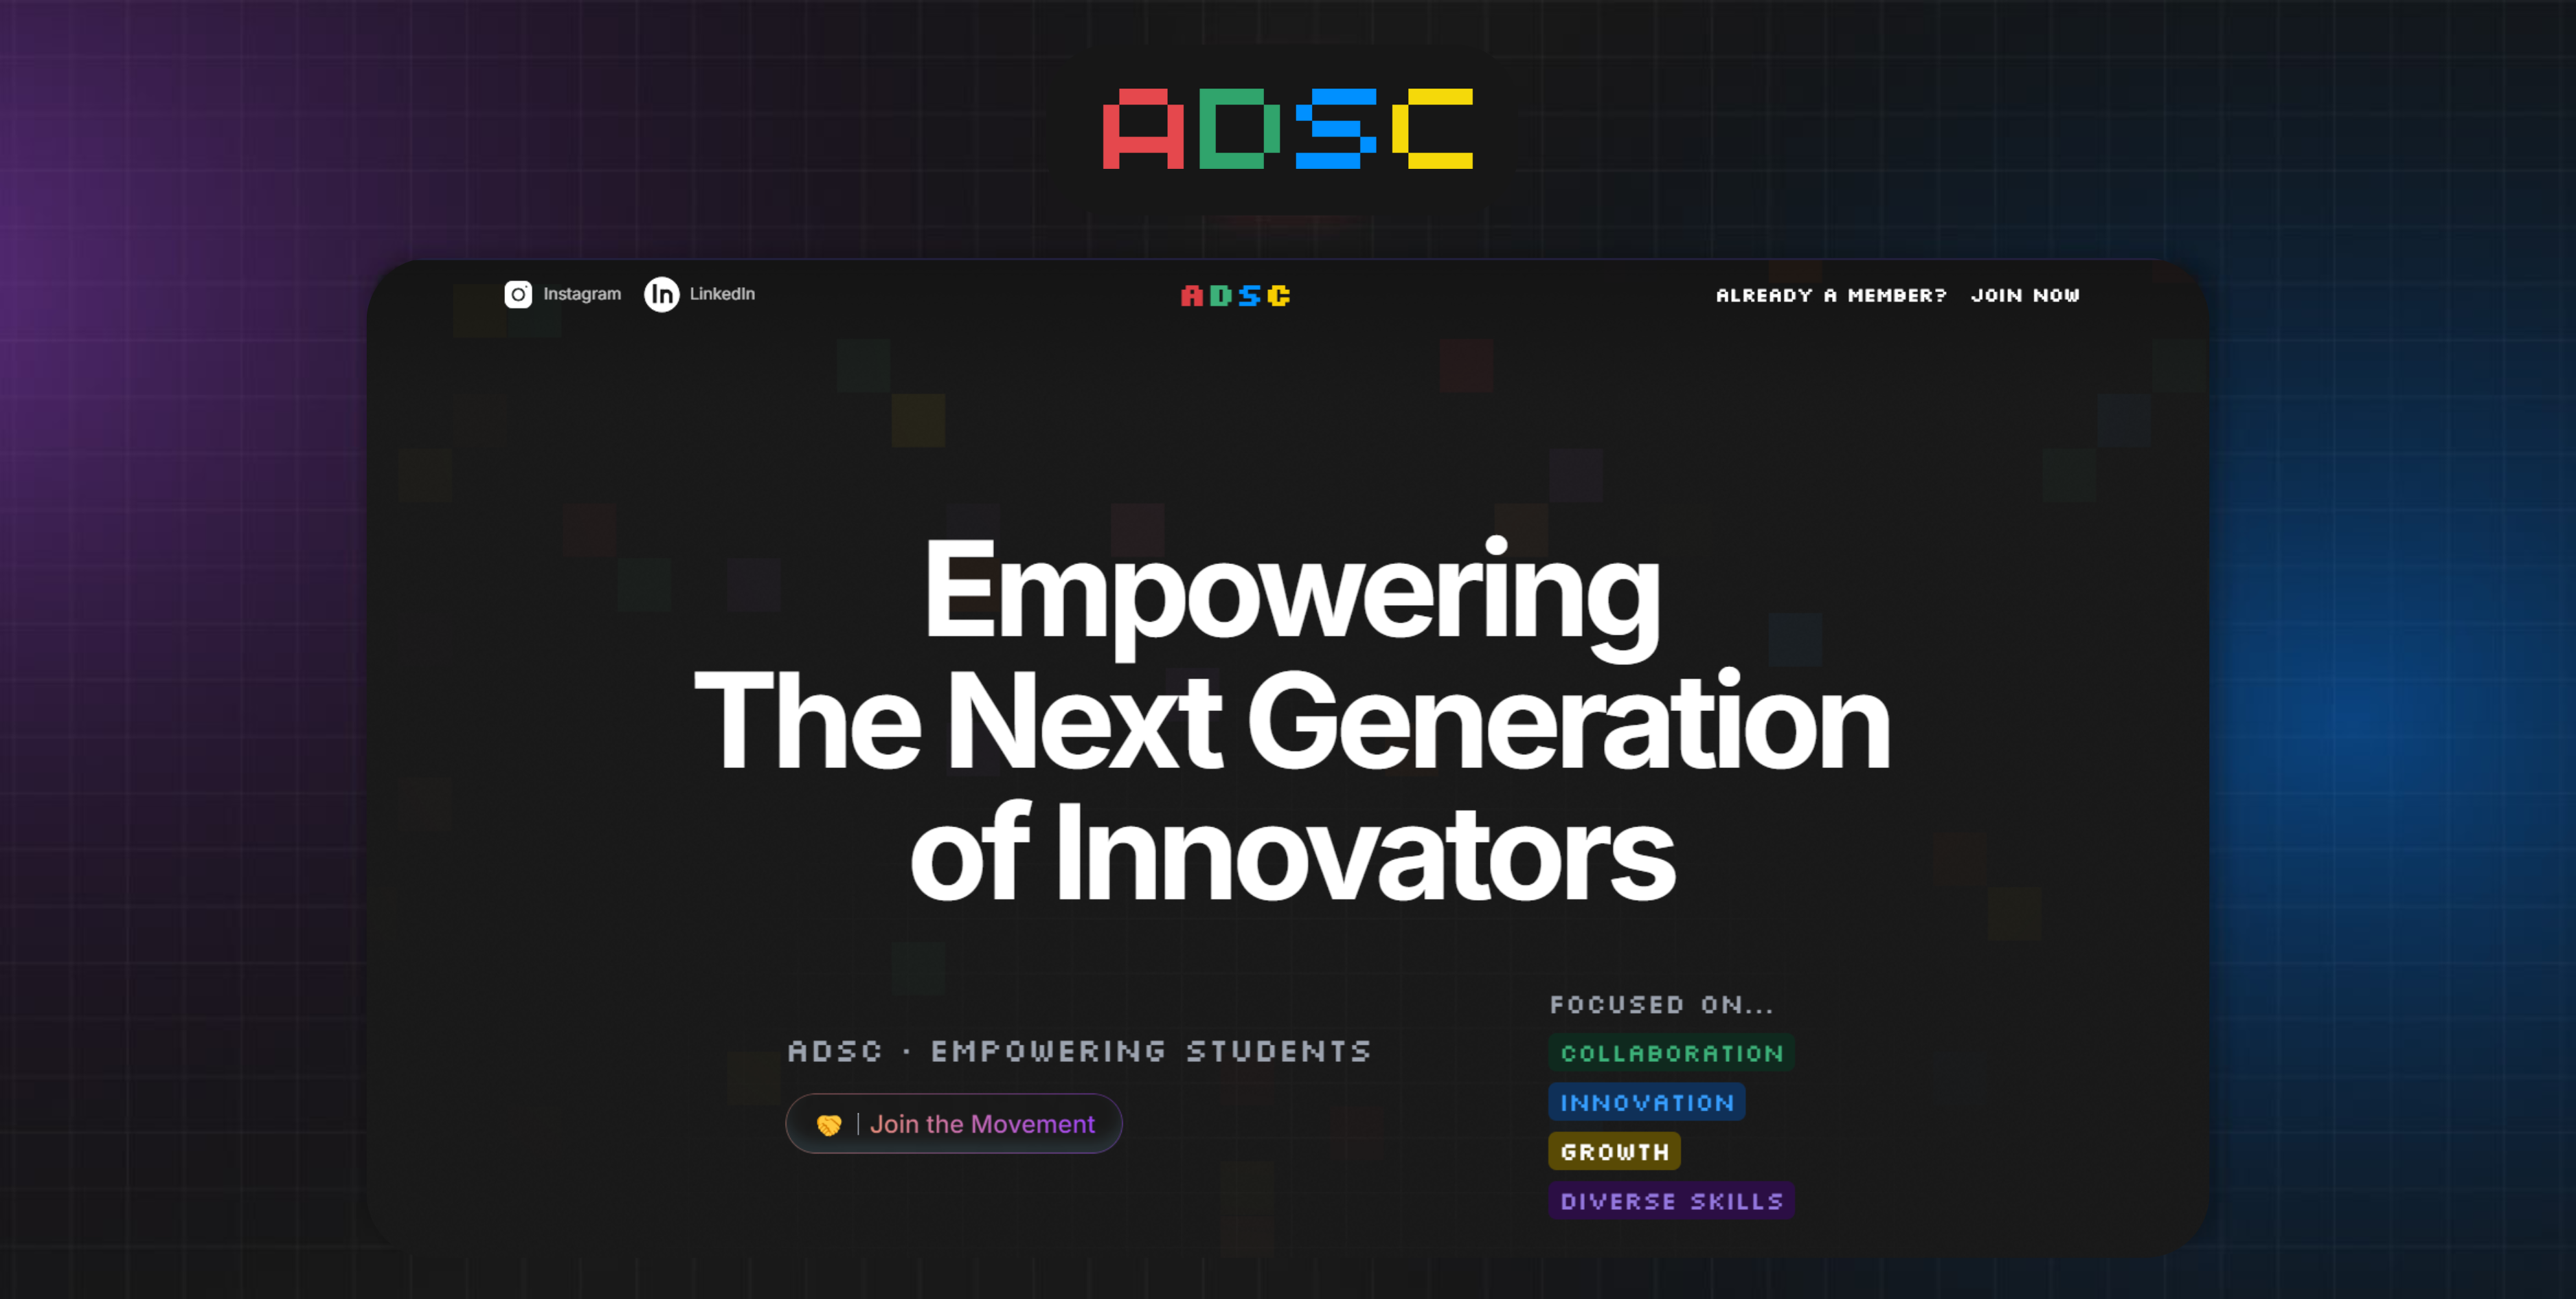 ADSC
Instagram
LinkedIn
ADSC
ALREADY A MEMBER?
JOIN NOW
Empowering
The Next Generation
of Innovators
ADSC · EMPOWERING STUDENTS
Join the Movement
FOCUSED ON...
COLLABORATION
INNOVATION
GROWTH
DIVERSE SKILLS